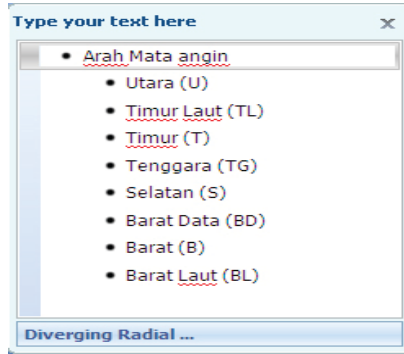 Type your text here
Arah Mata angin
Utara (U)
Timur Laut (TL)
Timur (T)
Tenggara (TG)
Selatan (S)
Barat Data (BD)
Barat (B)
Barat Laut (BL)
Diverging Radial ...